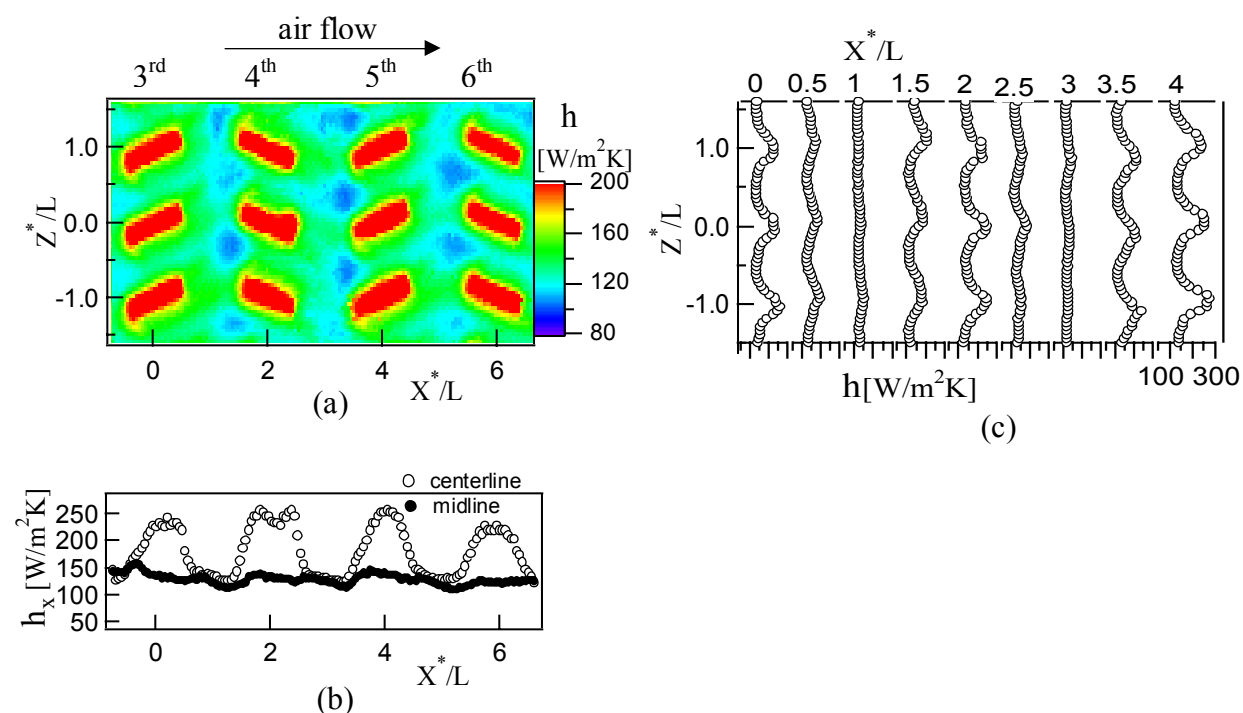 air flow
3rd 4th 5th 6th
h
[W/m2K]
200
160
120
80
1.0
0.0
-1.0
Z*/L
0 2 4 6
X*/L
(a)
X*/L
0 0.5 1 1.5 2 2.5 3 3.5 4
1.0
0.0
-1.0
Z*/L
100 300
h[W/m2K]
(c)
centerline
midline
250
200
150
100
50
hx [W/m2K]
0 2 4 6
X*/L
(b)